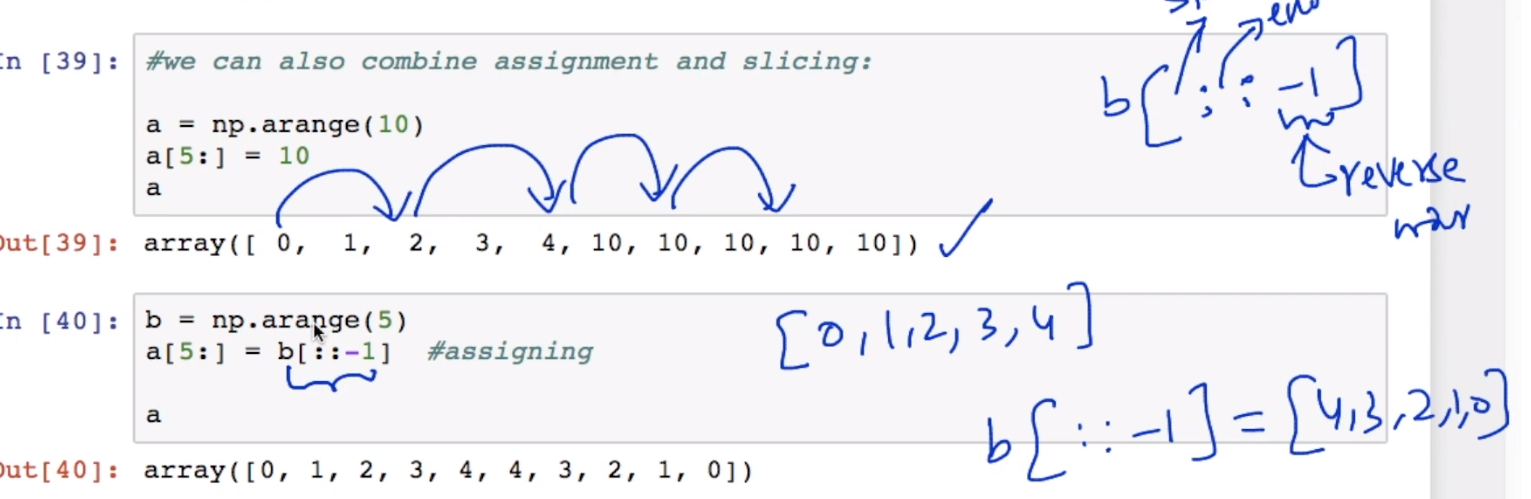 n [39]:
#we can also combine assignment and slicing:
a = np.arange(10)
a[5:] = 10
a
b[ : : -1]
end
reverse
Out[39]: array([ 0, 1, 2, 3, 4, 10, 10, 10, 10, 10])
n [40]:
b = np.arange(5)
a[5:] = b[::-1] #assigning
a
[0,1,2,3,4]
b[ : : -1] = [4,3,2,1,0]
Out[40]: array([0, 1, 2, 3, 4, 4, 3, 2, 1, 0])